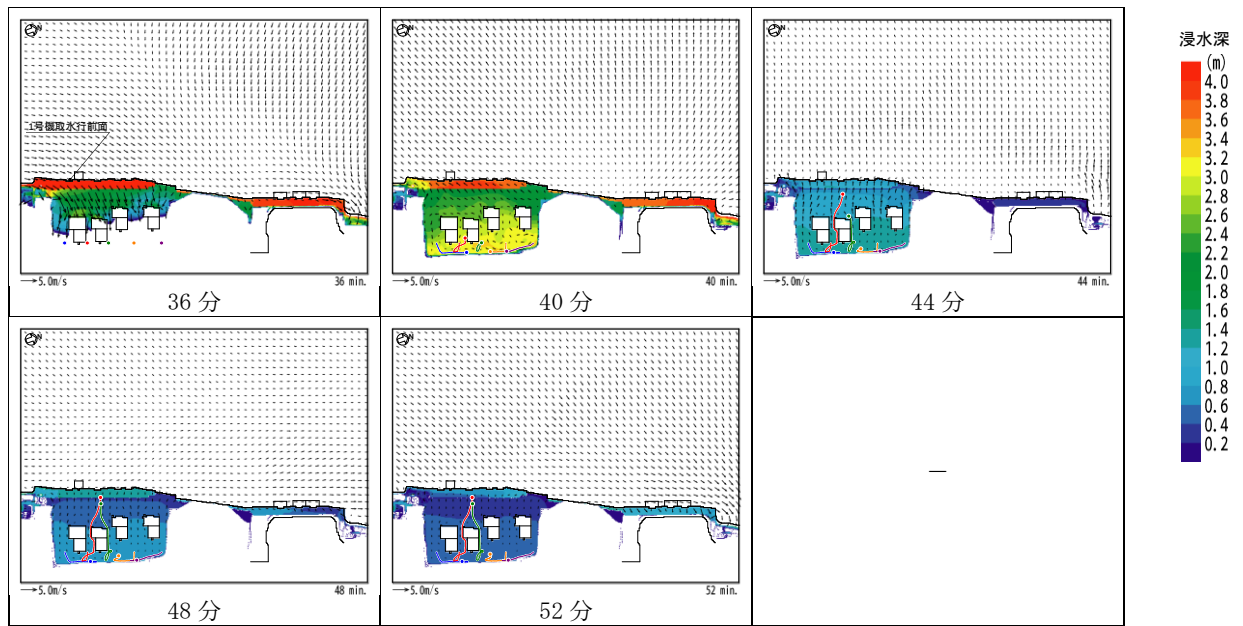 浸水深
(m)
4.0
3.8
3.6
3.4
3.2
3.0
2.8
2.6
2.4
2.2
2.0
1.8
1.6
1.4
1.2
1.0
0.8
0.6
0.4
0.2
N
1号機取水行前面
5.0m/s
36 min.
36 分
N
5.0m/s
40 min.
40 分
N
5.0m/s
44 min.
44 分
N
5.0m/s
48 min.
48 分
N
5.0m/s
52 min.
52 分
—